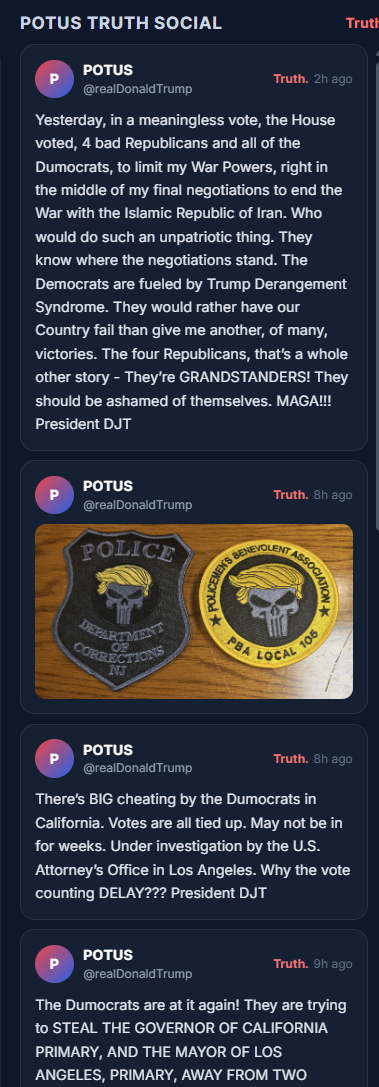 POTUS TRUTH SOCIAL
Truth
P
POTUS
@realDonaldTrump
Truth. 2h ago
Yesterday, in a meaningless vote, the House
voted, 4 bad Republicans and all of the
Dumocrats, to limit my War Powers, right in
the middle of my final negotiations to end the
War with the Islamic Republic of Iran. Who
would do such an unpatriotic thing. They
know where the negotiations stand. The
Democrats are fueled by Trump Derangement
Syndrome. They would rather have our
Country fail than give me another, of many,
victories. The four Republicans, that's a whole
other story - They're GRANDSTANDERS! They
should be ashamed of themselves. MAGA!!!
President DJT
P
POTUS
@realDonaldTrump
Truth. 8h ago
POLICE
DEPARTMENT
OF
CORRECTIONS
NJ
POLICEMEN'S BENEVOLENT ASSOCIATION
PBA LOCAL 105
P
POTUS
@realDonaldTrump
Truth. 8h ago
There's BIG cheating by the Dumocrats in
California. Votes are all tied up. May not be in
for weeks. Under investigation by the U.S.
Attorney's Office in Los Angeles. Why the vote
counting DELAY??? President DJT
P
POTUS
@realDonaldTrump
Truth. 9h ago
The Dumocrats are at it again! They are trying
to STEAL THE GOVERNOR OF CALIFORNIA
PRIMARY, AND THE MAYOR OF LOS
ANGELES, PRIMARY, AWAY FROM TWO